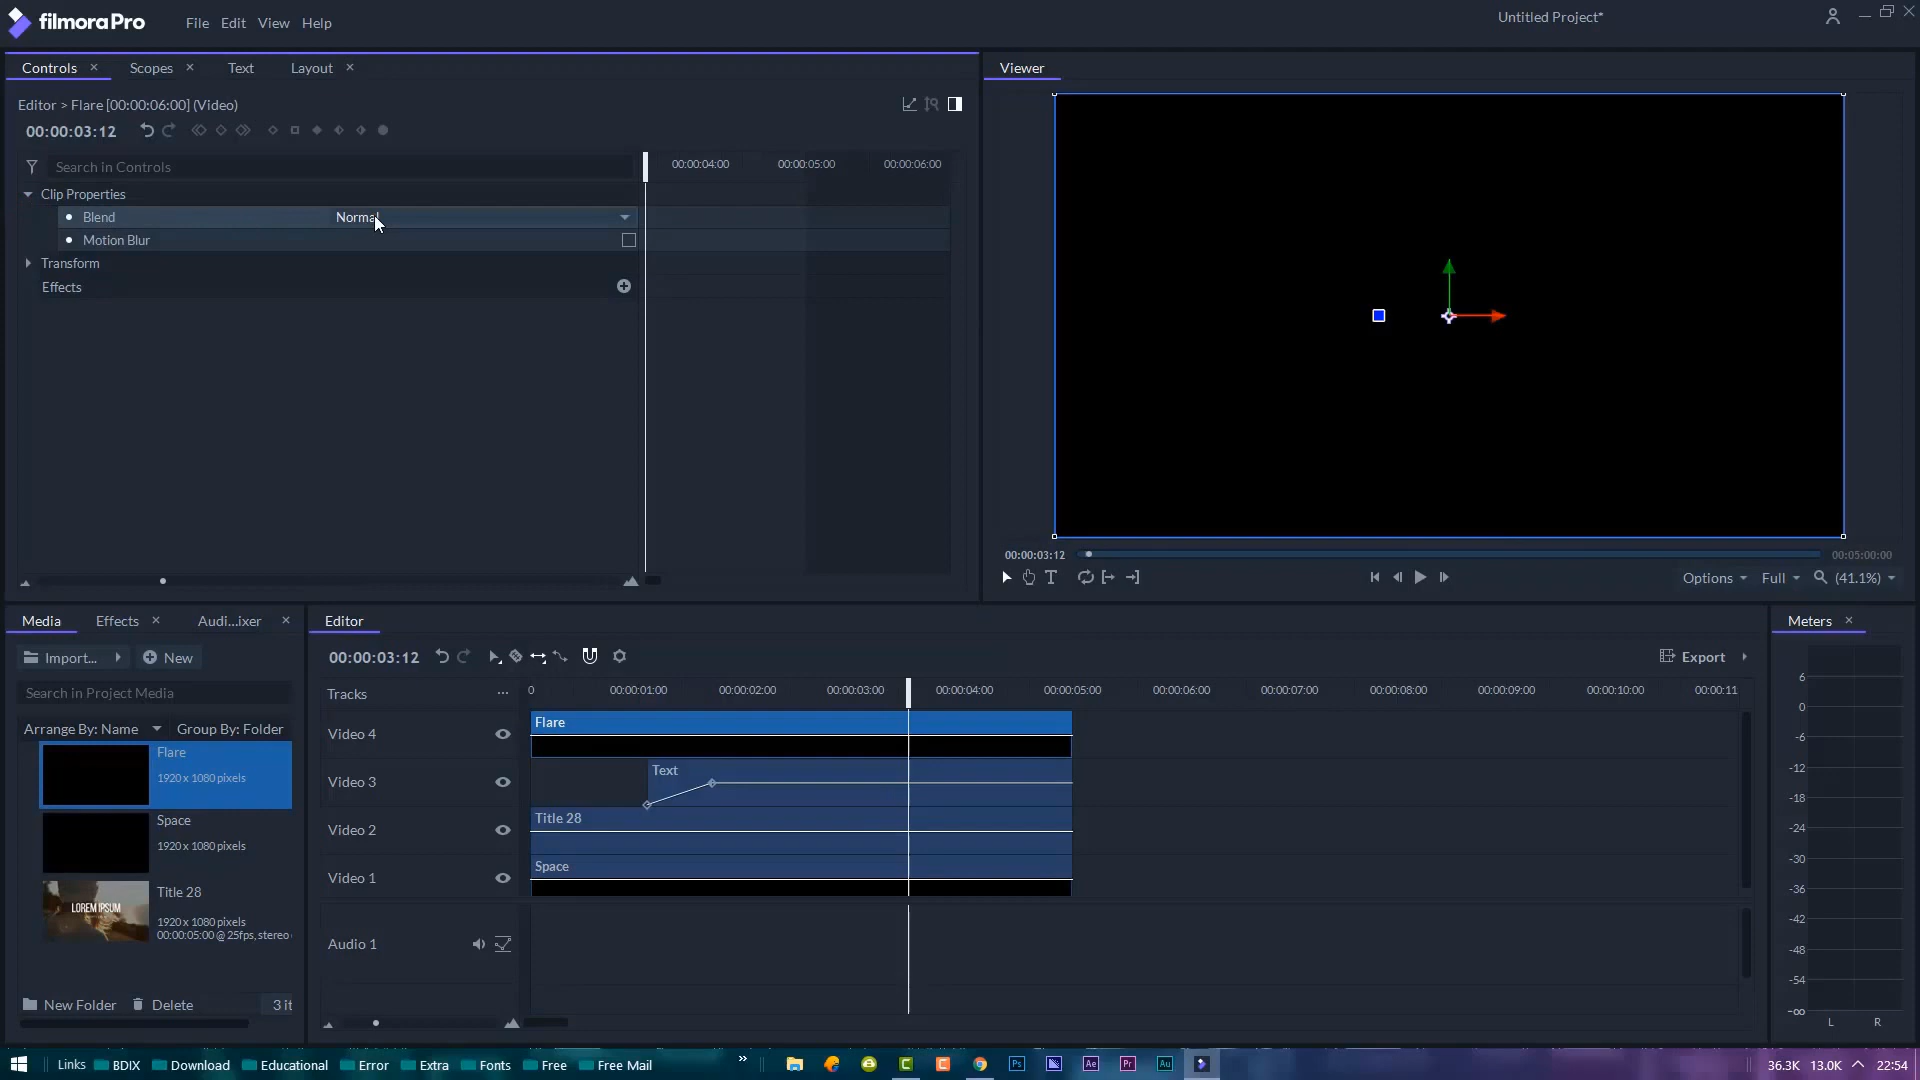 filmoraPro File Edit View Help Untitled Project*
Controls × Scopes × Text Layout × Viewer
Editor > Flare [00:00:06:00] (Video)
00:00:03:12
Search in Controls 00:00:04:00 00:00:05:00 00:00:06:00
Clip Properties
Blend Normal
Motion Blur
Transform
Effects
00:00:03:12 00:05:00:00
Options Full (41.1%)
Media Effects × Audi...ixer × Editor Meters ×
Import... New 00:00:03:12 Export
Search in Project Media
Tracks ... 0 00:00:01:00 00:00:02:00 00:00:03:00 00:00:04:00 00:00:05:00 00:00:06:00 00:00:07:00 00:00:08:00 00:00:09:00 00:00:10:00 00:00:11
Arrange By: Name Group By: Folder
Flare
1920 x 1080 pixels
Space
1920 x 1080 pixels
LOREM IPSUM
Title 28
1920 x 1080 pixels
00:00:05:00 @ 25fps, stereo
New Folder Delete 3 it
Video 4 Flare
Video 3 Text
Video 2 Title 28
Video 1 Space
Audio 1
6
0
-6
-12
-18
-24
-30
-36
-42
-48
-54
-∞
L R
Links BDIX Download Educational Error Extra Fonts Free Free Mail » Ps Ae Pr Au 36.3K 13.0K 22:54